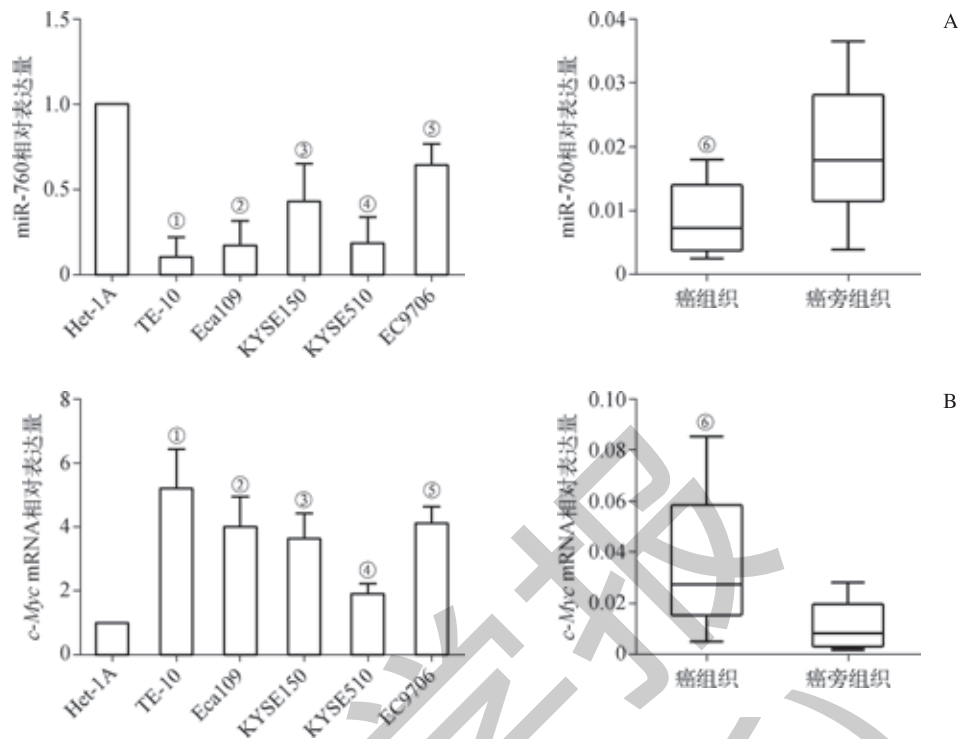 A
miR-760相对表达量
1.5
1.0
0.5
0
①
②
③
④
⑤
Het-1A
TE-10
Eca109
KYSE150
KYSE510
EC9706
miR-760相对表达量
0.04
0.03
0.02
0.01
0
⑥
癌组织
癌旁组织
B
c-Myc mRNA相对表达量
8
6
4
2
0
①
②
③
④
⑤
Het-1A
TE-10
Eca109
KYSE150
KYSE510
EC9706
c-Myc mRNA相对表达量
0.10
0.08
0.06
0.04
0.02
0
⑥
癌组织
癌旁组织
学报
）